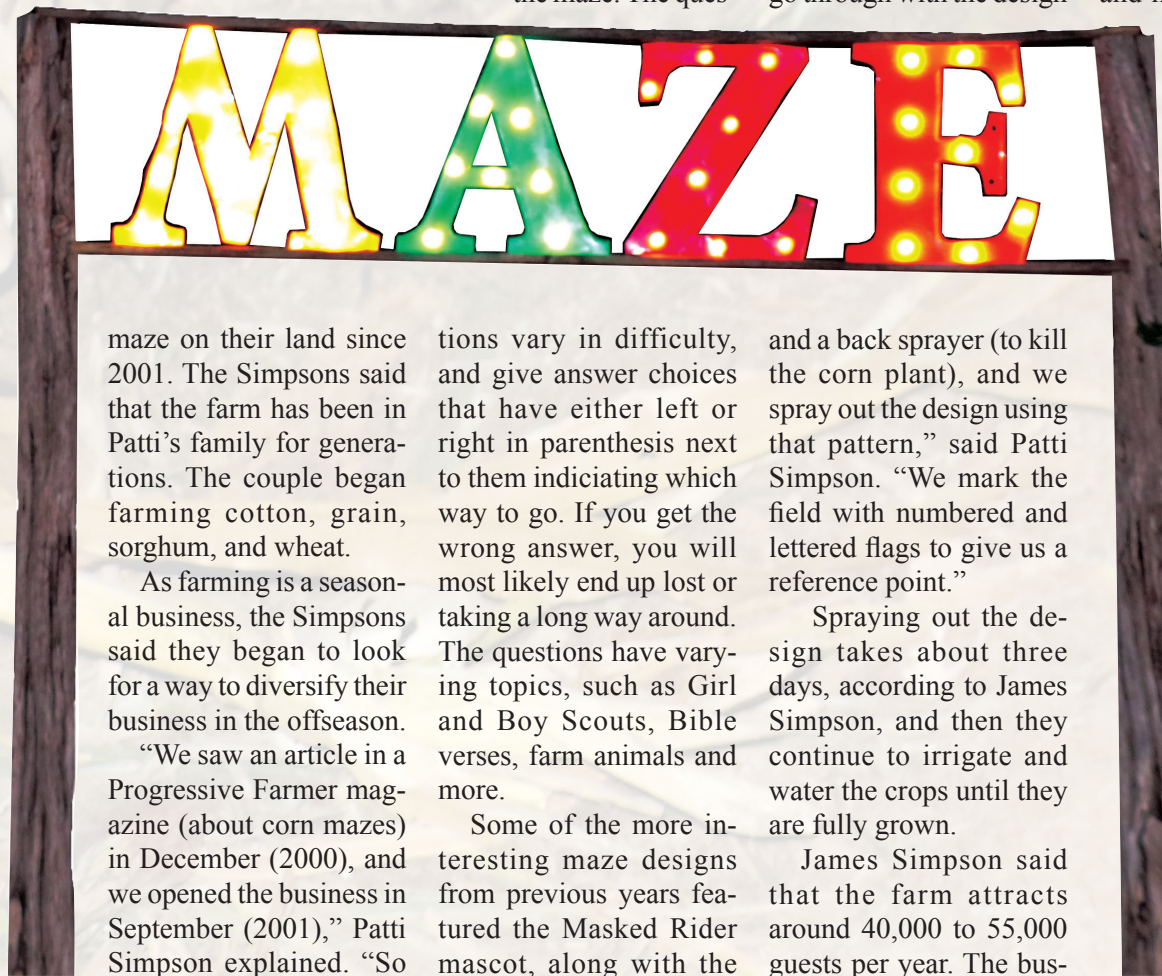 the maze. The ques-
go through with the design
MAZE
maze on their land since
2001. The Simpsons said
that the farm has been in
Patti’s family for genera-
tions. The couple began
farming cotton, grain,
sorghum, and wheat.
As farming is a season-
al business, the Simpsons
said they began to look
for a way to diversify their
business in the offseason.
“We saw an article in a
Progressive Farmer mag-
azine (about corn mazes)
in December (2000), and
we opened the business in
September (2001),” Patti
Simpson explained. “So
tions vary in difficulty,
and give answer choices
that have either left or
right in parenthesis next
to them indiciating which
way to go. If you get the
wrong answer, you will
most likely end up lost or
taking a long way around.
The questions have vary-
ing topics, such as Girl
and Boy Scouts, Bible
verses, farm animals and
more.
Some of the more in-
teresting maze designs
from previous years fea-
tured the Masked Rider
mascot, along with the
and a back sprayer (to kill
the corn plant), and we
spray out the design using
that pattern,” said Patti
Simpson. “We mark the
field with numbered and
lettered flags to give us a
reference point.”
Spraying out the de-
sign takes about three
days, according to James
Simpson, and then they
continue to irrigate and
water the crops until they
are fully grown.
James Simpson said
that the farm attracts
around 40,000 to 55,000
guests per year. The bus-